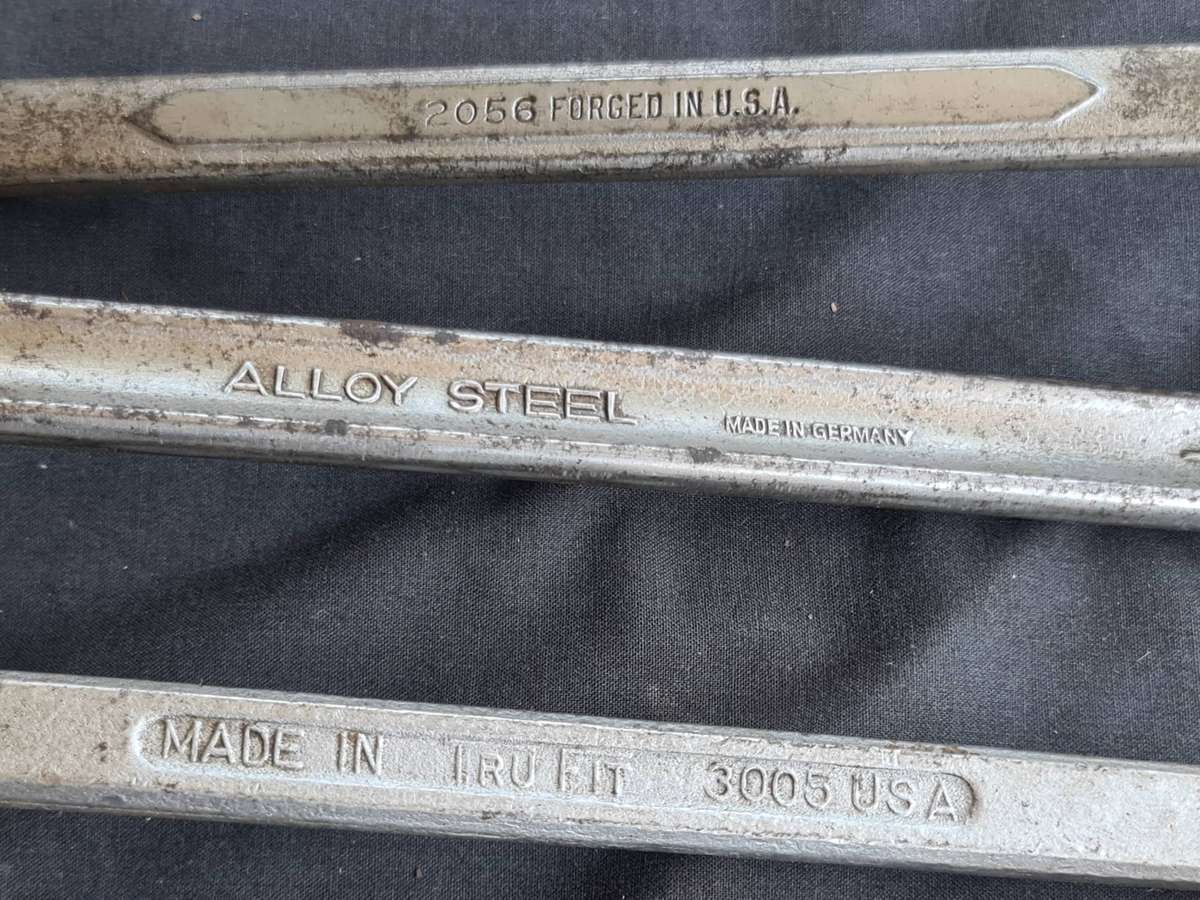 2056 FORGED IN U.S.A.
ALLOY STEEL MADE IN GERMANY
MADE IN TRU FIT 3005 USA